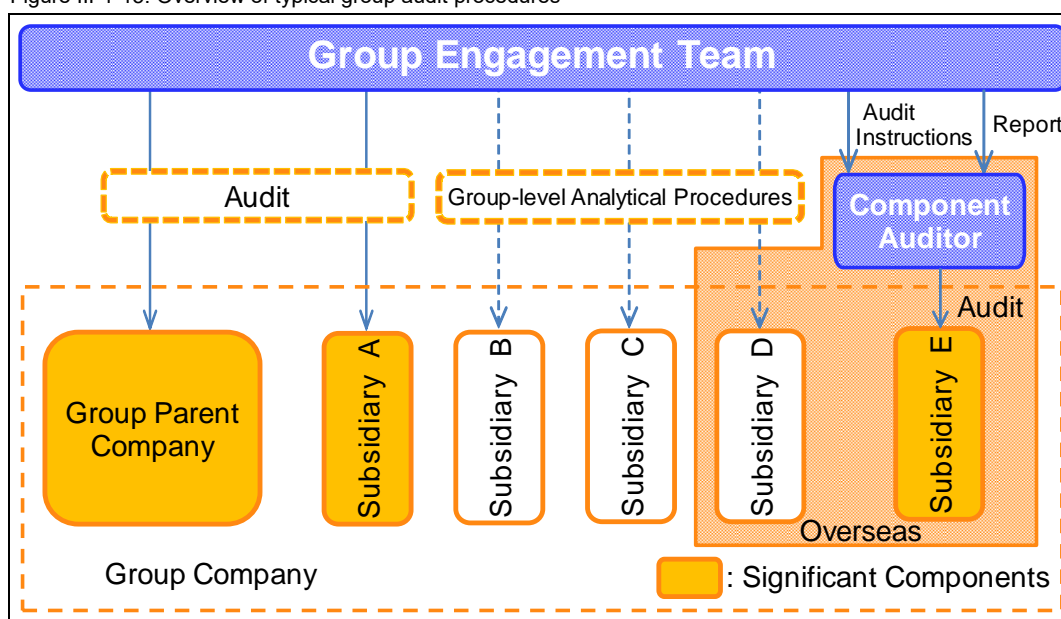 Group Engagement Team
Audit
Instructions
Report
Audit
Group-level Analytical Procedures
Component
Auditor
Audit
Group Parent
Company
Subsidiary A
Subsidiary B
Subsidiary C
Subsidiary D
Subsidiary E
Overseas
Group Company
: Significant Components